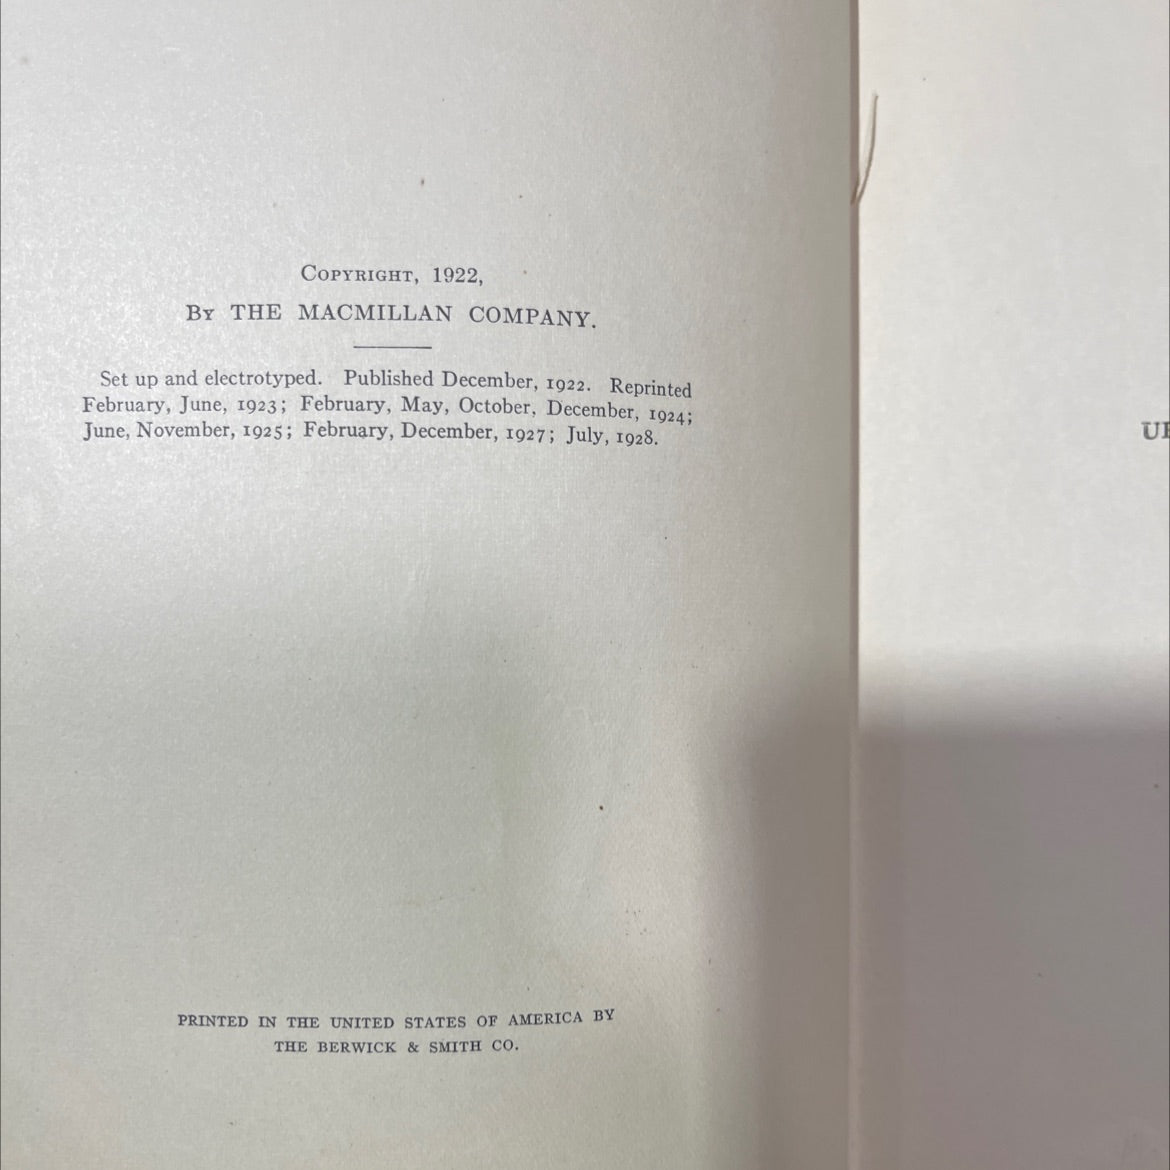 COPYRIGHT, 1922,
BY THE MACMILLAN COMPANY.
Set up and electrotyped. Published December, 1922. Reprinted
February, June, 1923; February, May, October, December, 1924;
June, November, 1925; February, December, 1927; July, 1928.
PRINTED IN THE UNITED STATES OF AMERICA BY
THE BERWICK & SMITH CO.